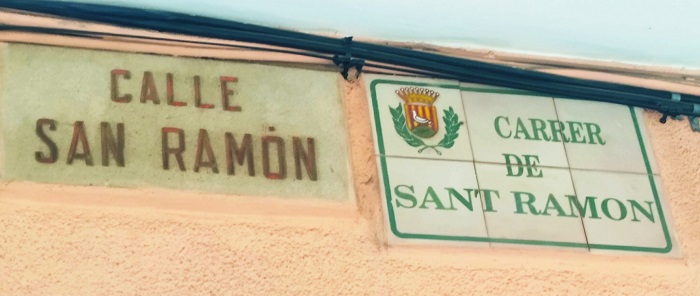 CALLE
SAN RAMÓN
CARRER
DE
SANT RAMON